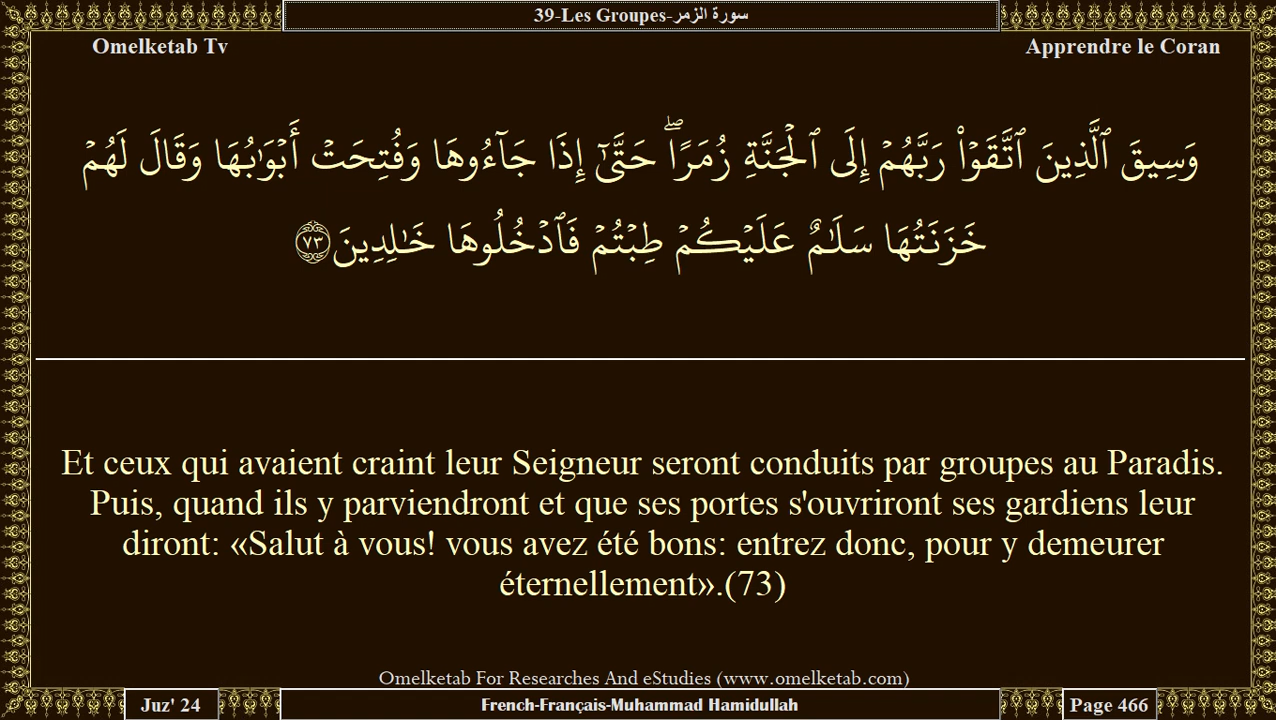 39-Les Groupes-سورة الزمر
Omelketab Tv
Apprendre le Coran
وَسِيقَ ٱلَّذِينَ ٱتَّقَوۡاْ رَبَّهُمۡ إِلَى ٱلۡجَنَّةِ زُمَرًاۖ حَتَّىٰٓ إِذَا جَآءُوهَا وَفُتِحَتۡ أَبۡوَٰبُهَا وَقَالَ لَهُمۡ
خَزَنَتُهَا سَلَٰمٌ عَلَيۡكُمۡ طِبۡتُمۡ فَٱدۡخُلُوهَا خَٰلِدِينَ ٧٣
Et ceux qui avaient craint leur Seigneur seront conduits par groupes au Paradis.
Puis, quand ils y parviendront et que ses portes s'ouvriront ses gardiens leur
diront: «Salut à vous! vous avez été bons: entrez donc, pour y demeurer
éternellement».(73)
Omelketab For Researches And eStudies (www.omelketab.com)
Juz' 24
French-Français-Muhammad Hamidullah
Page 466